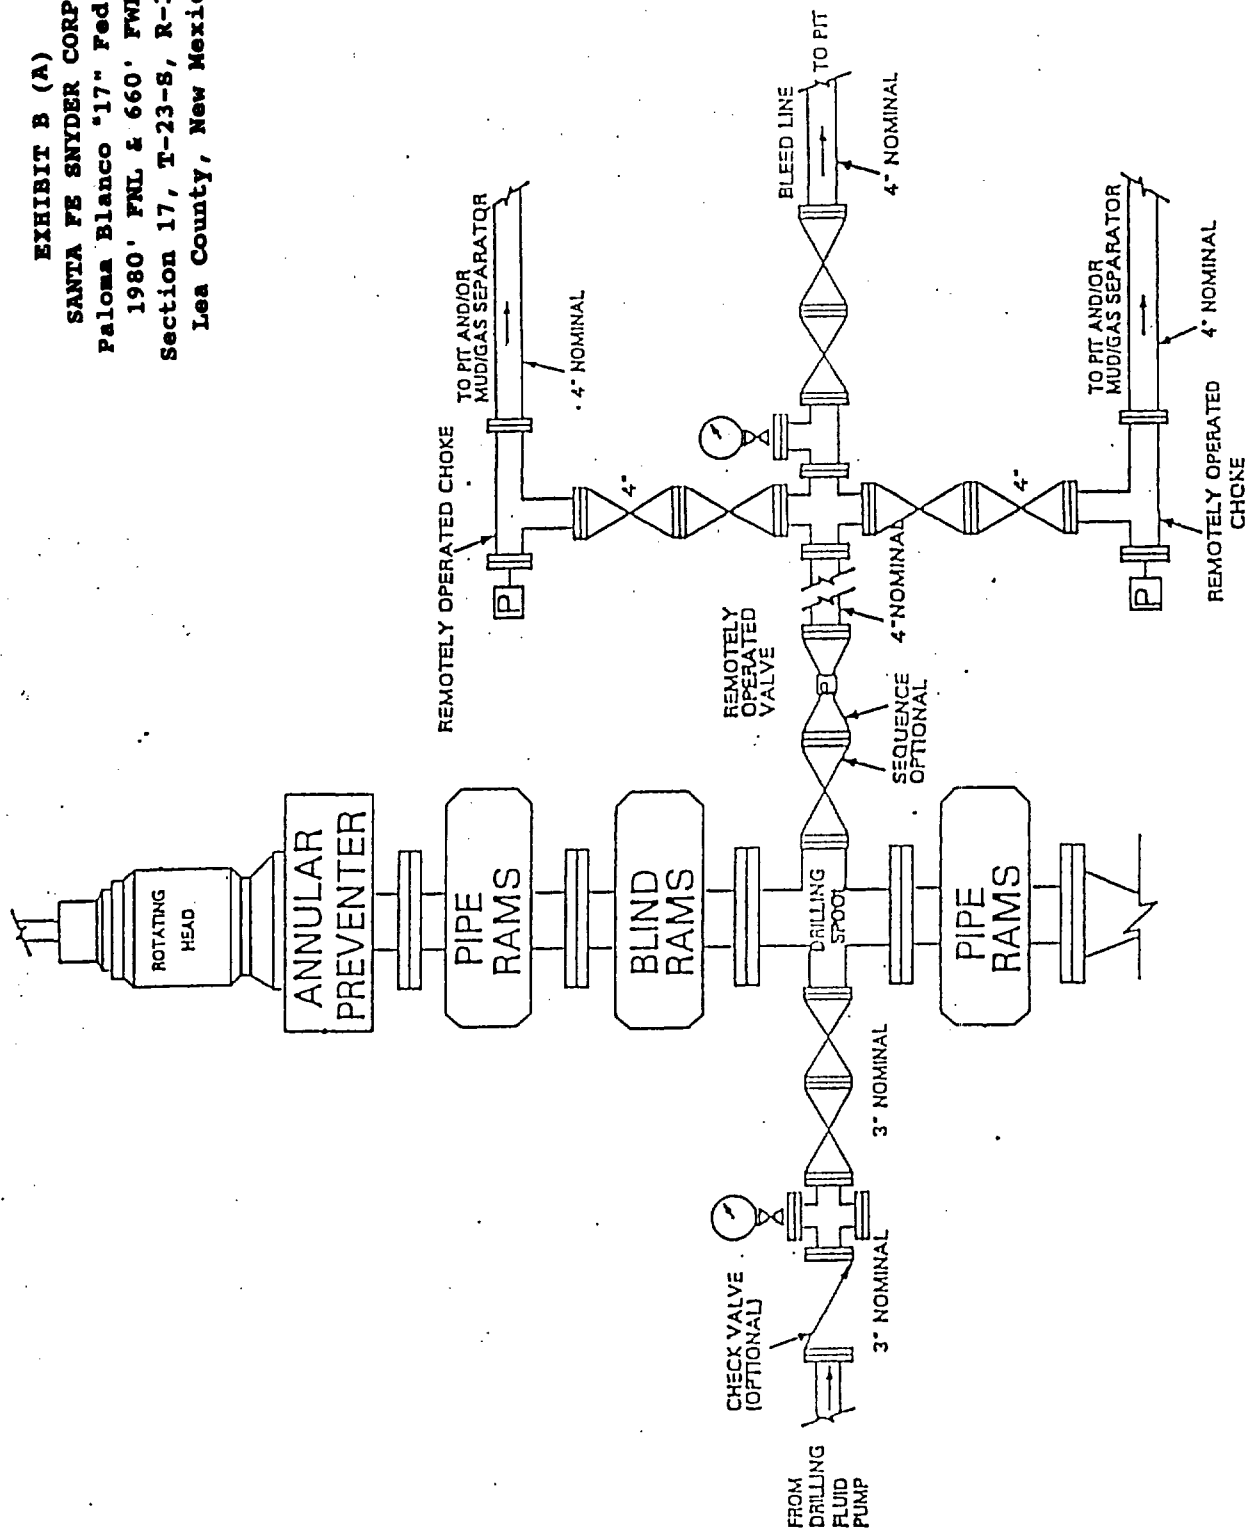 EXHIBIT B (A)
SANTA FE SNYDER CORP
Paloma Blanco "17" Fed
1980' FNL & 660' FW
Section 17, T-23-S, R-
Lea County, New Mexic
ROTATING
HEAD
ANNULAR
PREVENTER
PIPE
RAMS
BLIND
RAMS
DRILLING
SPOOL
PIPE
RAMS
FROM
DRILLING
FLUID
PUMP
CHECK VALVE
(OPTIONAL)
3" NOMINAL
3" NOMINAL
SEQUENCE
OPTIONAL
REMOTELY
OPERATED
VALVE
P
4" NOMINAL
REMOTELY OPERATED CHOKE
P
4"
TO PIT AND/OR
MUD/GAS SEPARATOR
4" NOMINAL
BLEED LINE
TO PIT
4" NOMINAL
4"
P
REMOTELY OPERATED
CHOKE
TO PIT AND/OR
MUD/GAS SEPARATOR
4" NOMINAL